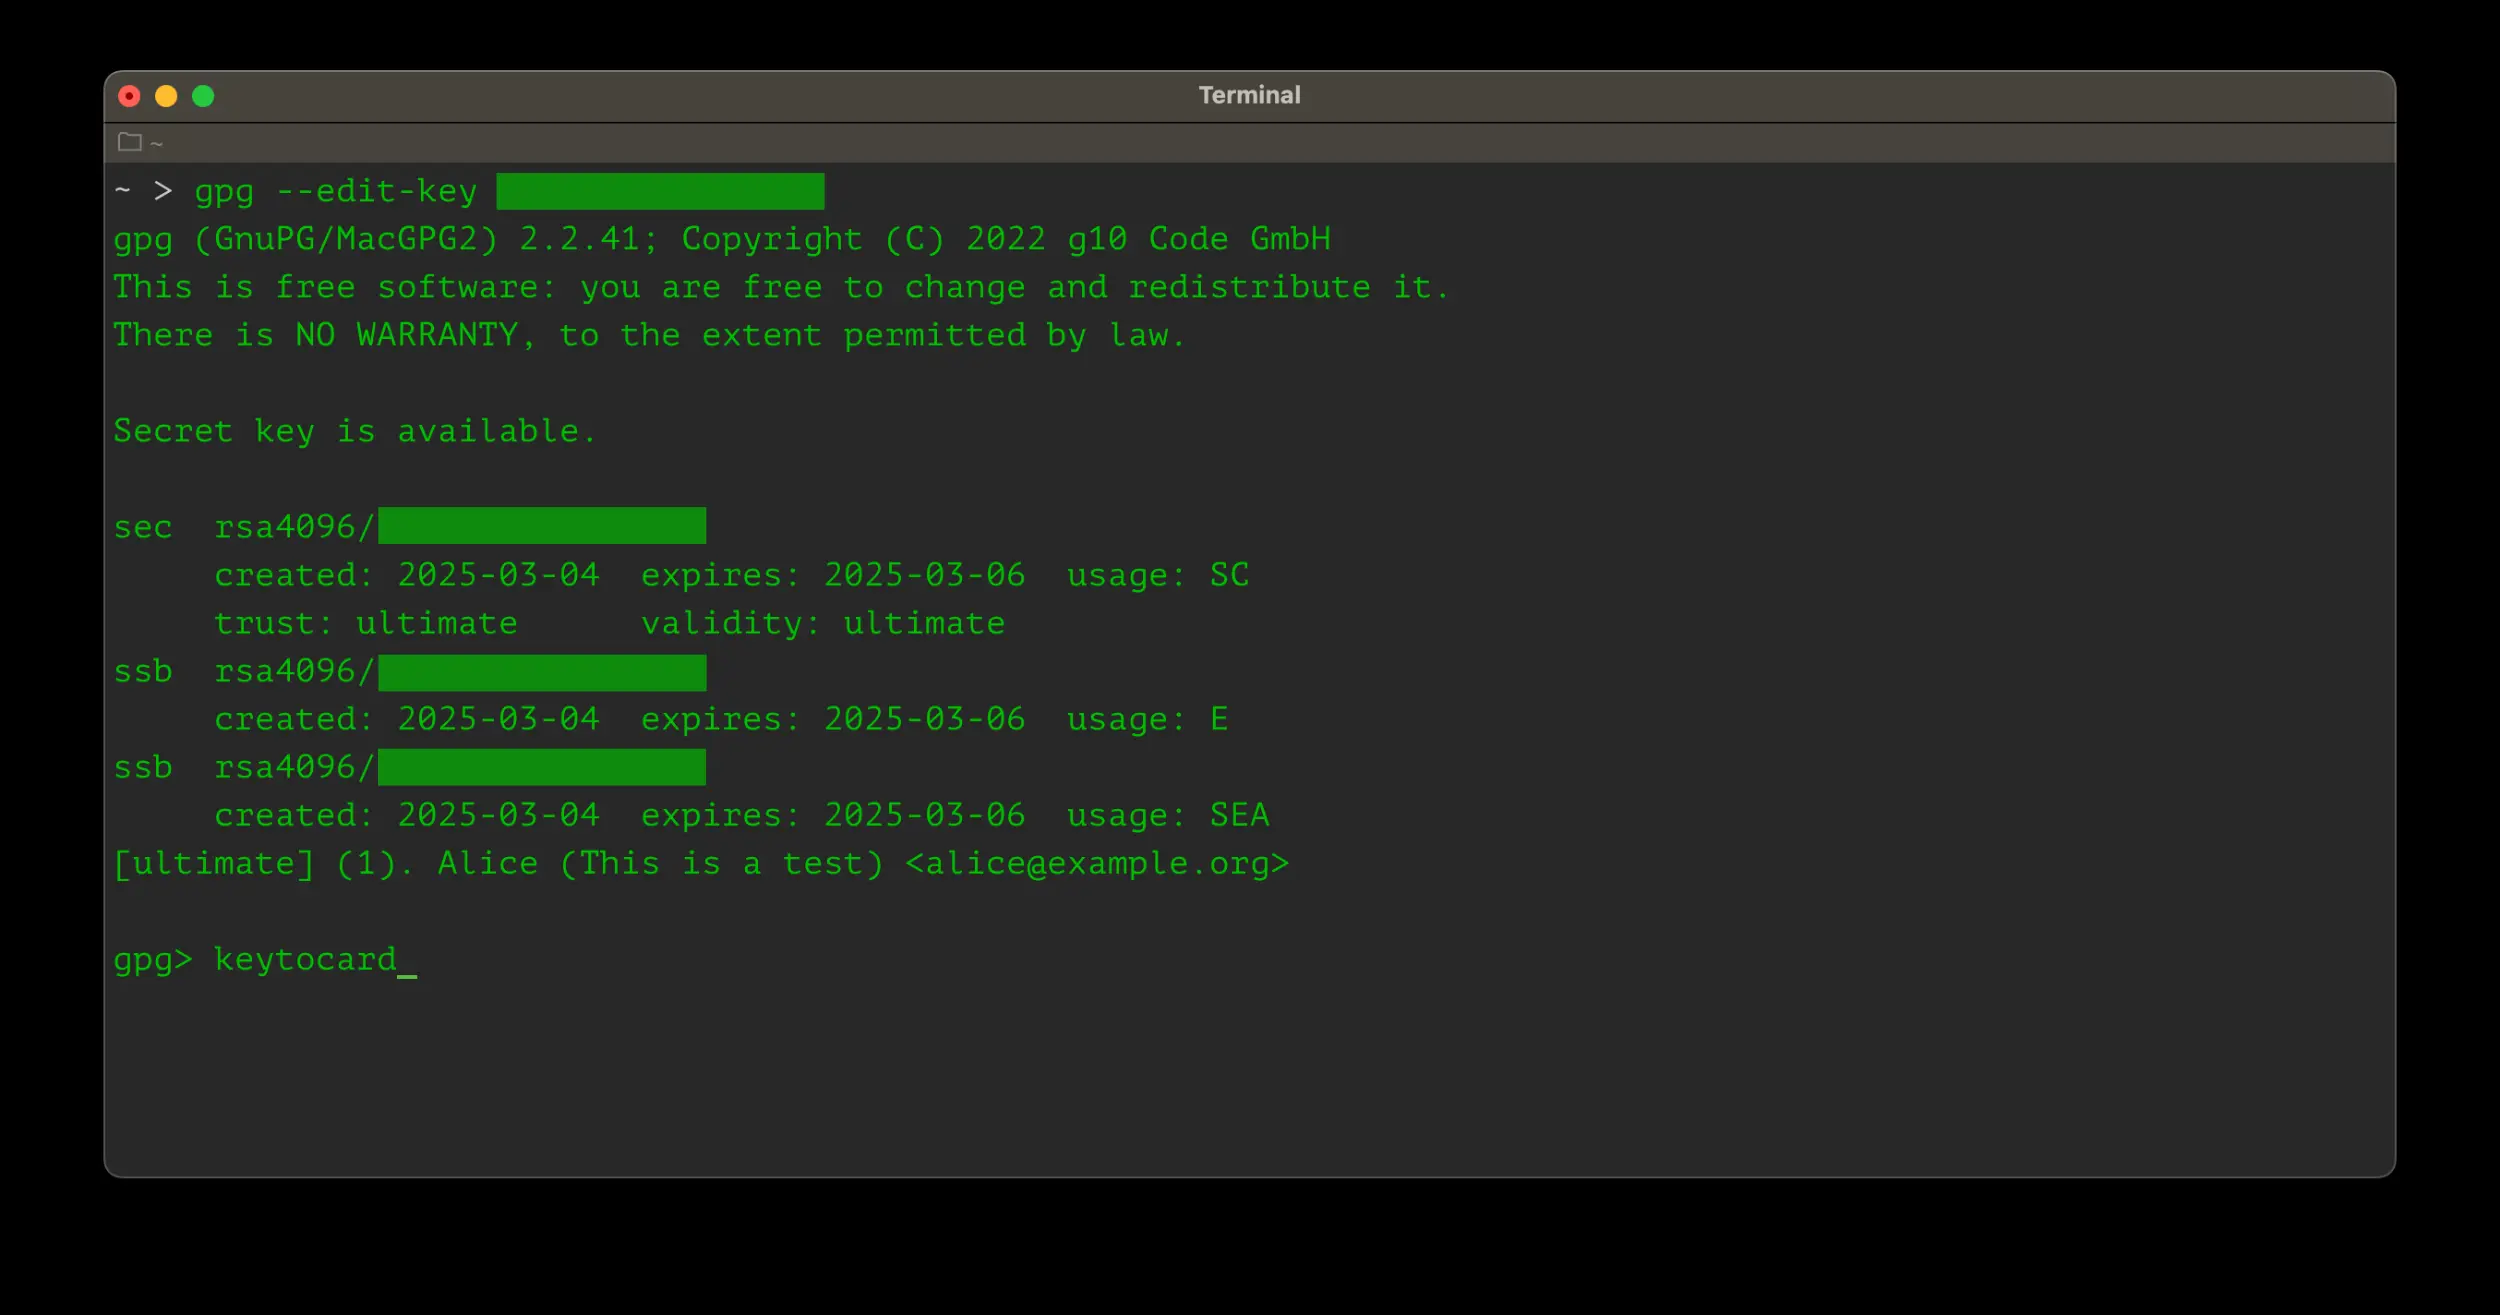 Terminal
~
~ > gpg --edit-key
gpg (GnuPG/MacGPG2) 2.2.41; Copyright (C) 2022 g10 Code GmbH
This is free software: you are free to change and redistribute it.
There is NO WARRANTY, to the extent permitted by law.
Secret key is available.
sec  rsa4096/
created: 2025-03-04  expires: 2025-03-06  usage: SC
trust: ultimate      validity: ultimate
ssb  rsa4096/
created: 2025-03-04  expires: 2025-03-06  usage: E
ssb  rsa4096/
created: 2025-03-04  expires: 2025-03-06  usage: SEA
[ultimate] (1). Alice (This is a test) <alice@example.org>
gpg> keytocard_